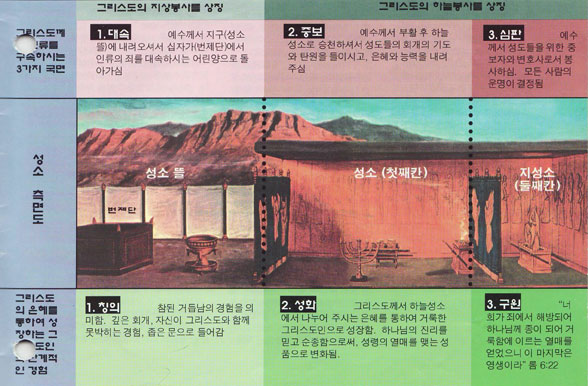 그리스도의 지상봉사를 상징
그리스도의 하늘봉사를 상징
그리스도께
인류를
구속하시는
3가지 국면
1. 대속 예수께서 지구(성소
뜰)에 내려오셔서 십자가(번제단)에서
인류의 죄를 대속하시는 어린양으로 돌
아가심
2. 중보 예수께서 부활 후 하늘
성소로 승천하셔서 성도들의 회개의 기도
와 탄원을 들이시고, 은혜와 능력을 내려
주심
3. 심판 예수
께서 성도들을 위한 중
보자와 변호사로서 봉
사하심. 모든 사람의
운명이 결정됨
성소 측면도
성소 뜰
번제단
성소 (첫째칸)
지성소
(둘째칸)
그리스도
의 은혜를
통하여 성
장하는 그
도인
단계적
인 경험
1. 칭의 참된 거듭남의 경험을 의
미함. 깊은 회개, 자신이 그리스도와 함께
못박히는 경험, 좁은 문으로 들어감
2. 성화 그리스도께서 하늘성소
에서 나누어 주시는 은혜를 통하여 거룩한
그리스도인으로 성장함. 하나님의 진리를
믿고 순종함으로써, 성령의 열매를 맺는 성
품으로 변화됨.
3. 구원 “너
희가 죄에서 해방되어
하나님께 종이 되어 거
룩함에 이르는 열매를
얻었으니 이 마지막은
영생이라” 롬 6:22